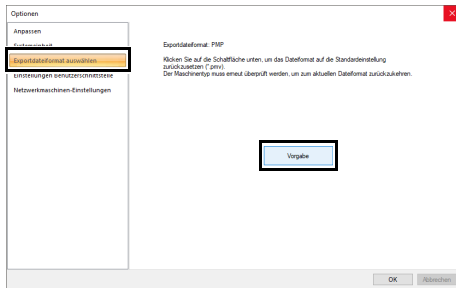 Optionen
Anpassen
Systemeinheit
Exportdateiformat auswählen
Einstellungen Benutzerschnittstelle
Netzwerkmaschinen-Einstellungen
Exportdateiformat: PMP
Klicken Sie auf die Schaltfläche unten, um das Dateiformat auf die Standardeinstellung
zurückzusetzen (*.pmv).
Der Maschinentyp muss erneut überprüft werden, um zum aktuellen Dateiformat zurückzukehren.
Vorgabe
OK
Abbrechen